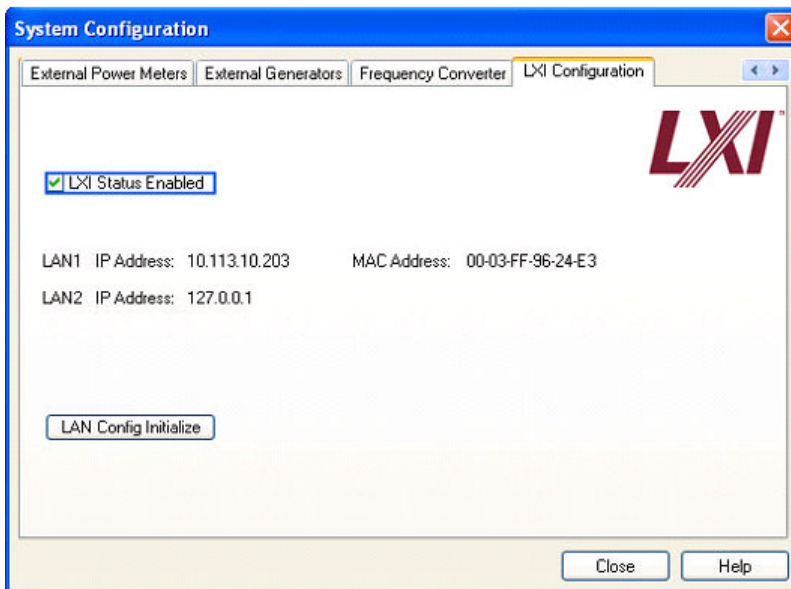 System Configuration
External Power Meters External Generators Frequency Converter LXI Configuration
LXI™
LXI Status Enabled
LAN1 IP Address: 10.113.10.203 MAC Address: 00-03-FF-96-24-E3
LAN2 IP Address: 127.0.0.1
LAN Config Initialize
Close Help